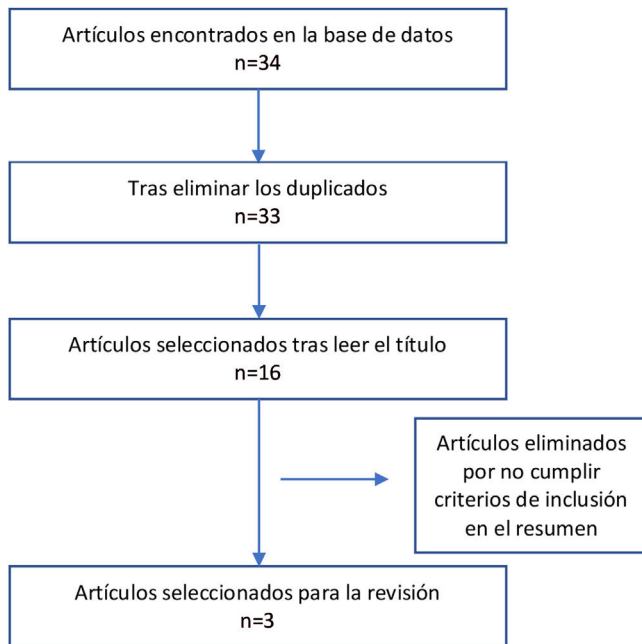 Artículos encontrados en la base de datos
n=34
Tras eliminar los duplicados
n=33
Artículos seleccionados tras leer el título
n=16
Artículos eliminados
por no cumplir
criterios de inclusión
en el resumen
Artículos seleccionados para la revisión
n=3